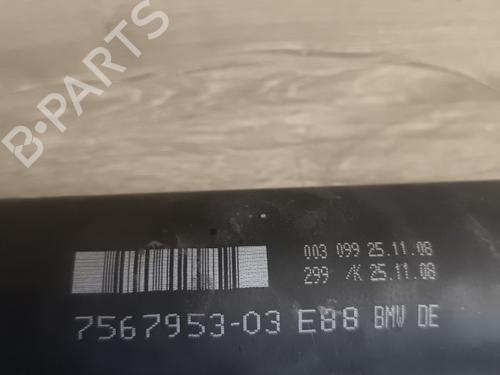 B-PARTS
003 099 25.11.08
299 /K 25.11.08
7567953-03 E88 BMW DE